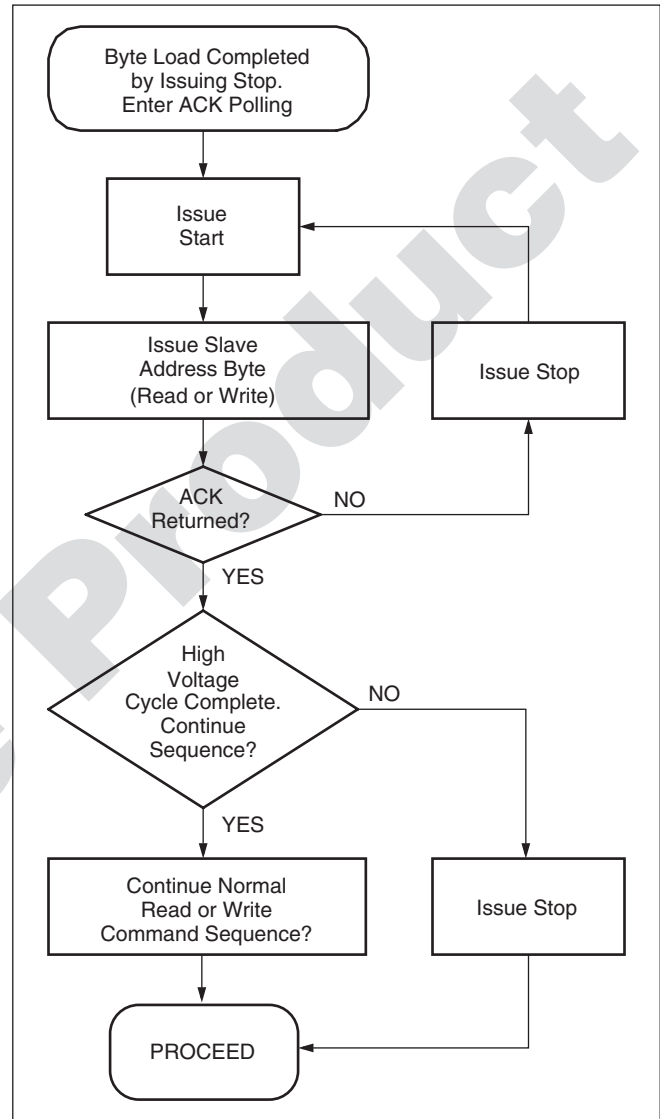 Byte Load Completed
by Issuing Stop.
Enter ACK Polling
Issue
Start
Issue Slave
Address Byte
(Read or Write)
Issue Stop
ACK
Returned?
NO
YES
High
Voltage
Cycle Complete.
Continue
Sequence?
NO
YES
Continue Normal
Read or Write
Command Sequence?
Issue Stop
PROCEED
Product